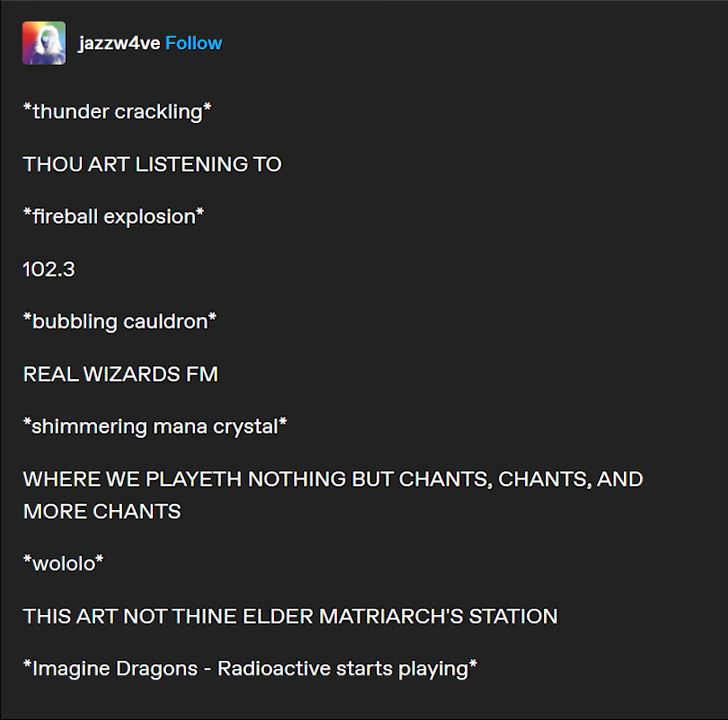 jazzw4ve Follow
*thunder crackling*
THOU ART LISTENING TO
*fireball explosion*
102.3
*bubbling cauldron*
REAL WIZARDS FM
*shimmering mana crystal*
WHERE WE PLAYETH NOTHING BUT CHANTS, CHANTS, AND
MORE CHANTS
*wololo*
THIS ART NOT THINE ELDER MATRIARCH'S STATION
*Imagine Dragons - Radioactive starts playing*